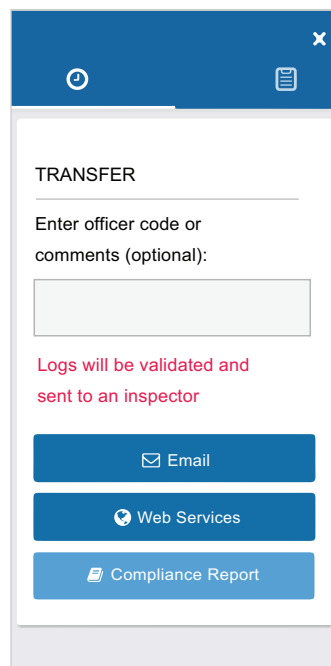 TRANSFER
Enter officer code or
comments (optional):
Logs will be validated and
sent to an inspector
Email
Web Services
Compliance Report